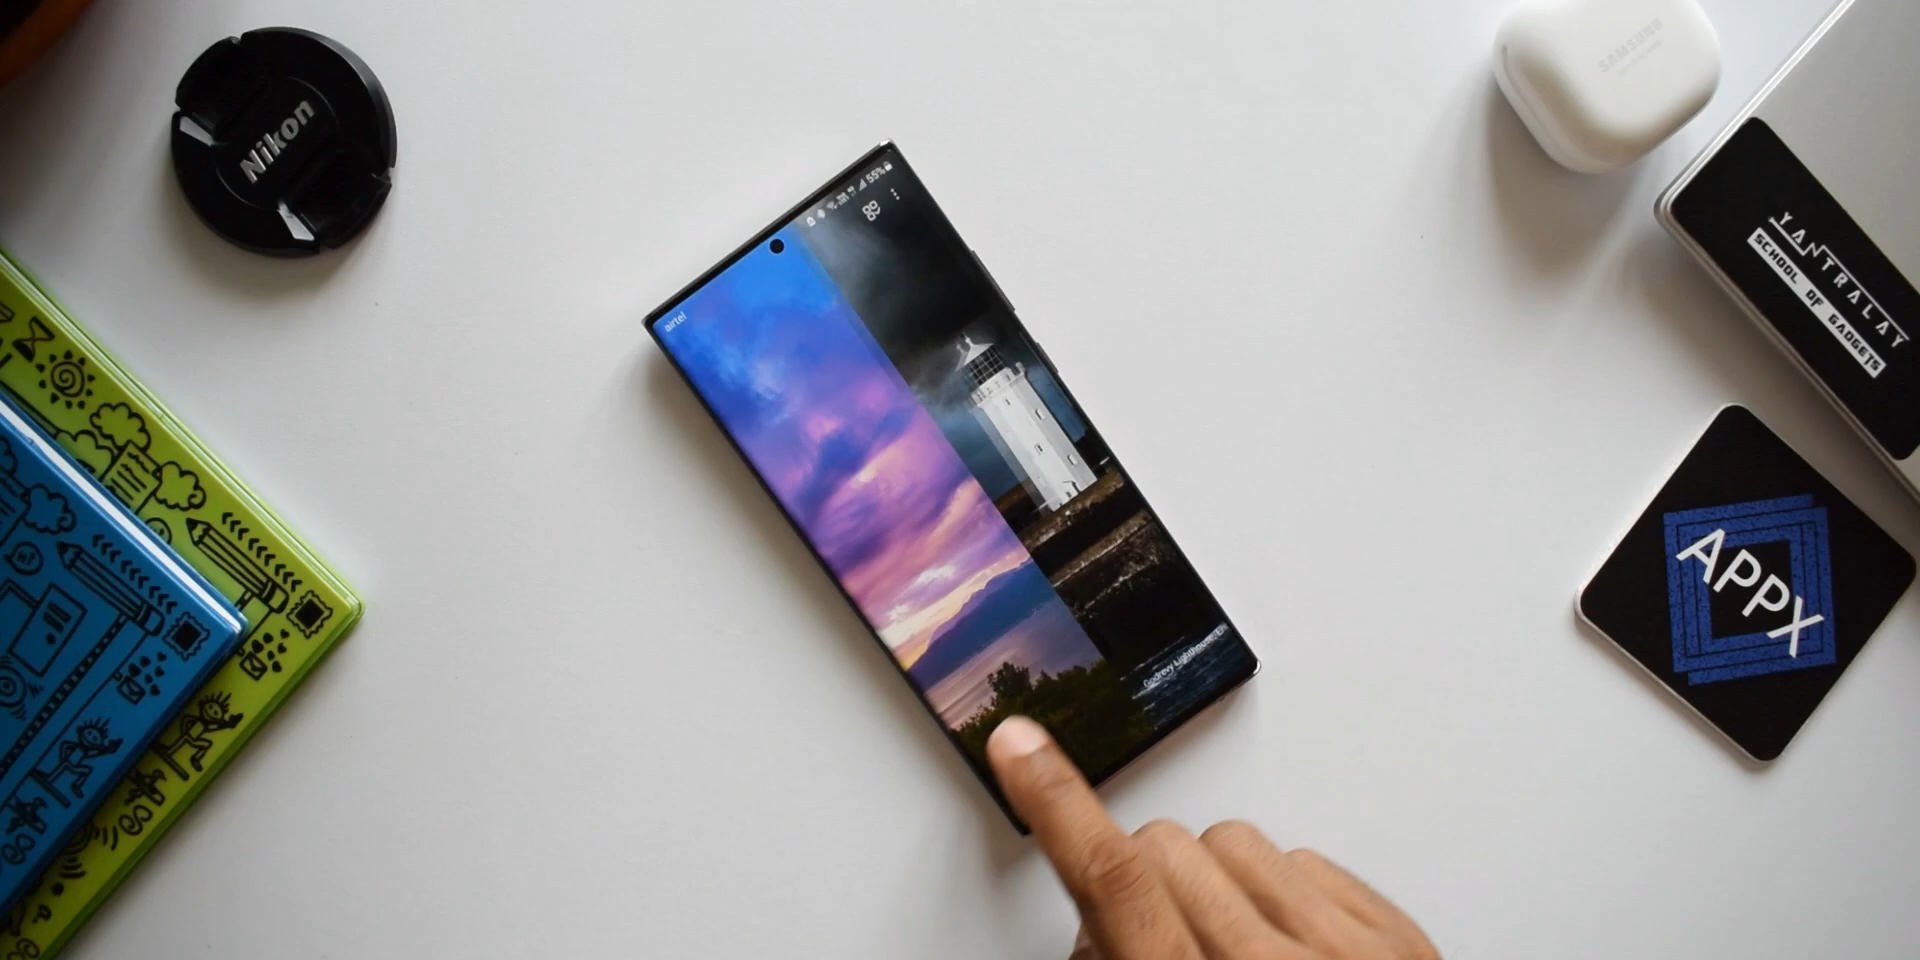 Nikon
SAMSUNG
55%
airtel
YANTRALAY
SCHOOL OF GADGETS
APPX
Godrevy Lighthouse